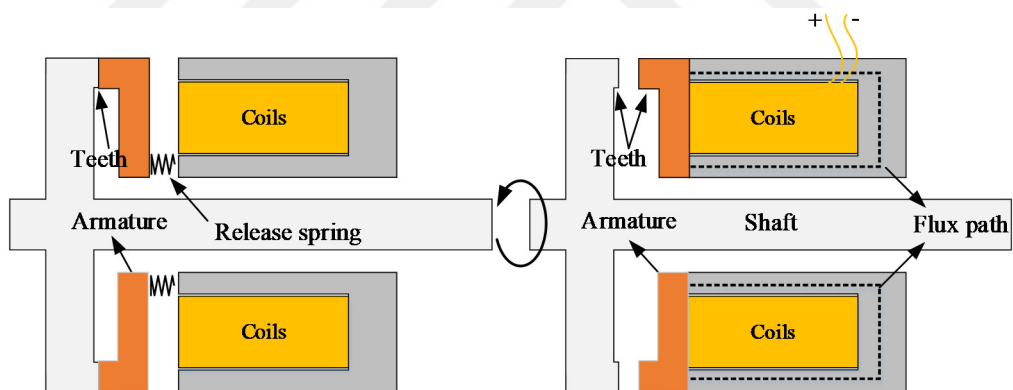 + -
Coils
Teeth
Armature
Release spring
Coils
Coils
Teeth
Armature
Shaft
Flux path
Coils